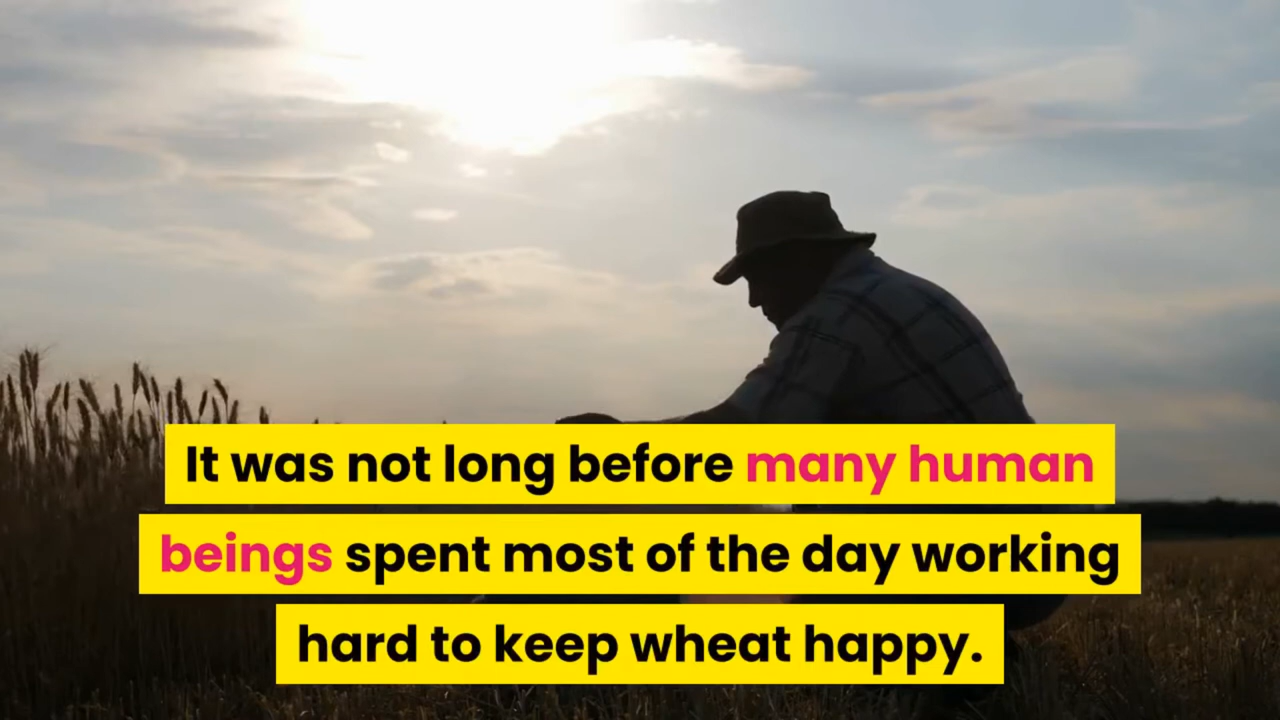 It was not long before many human
beings spent most of the day working
hard to keep wheat happy.